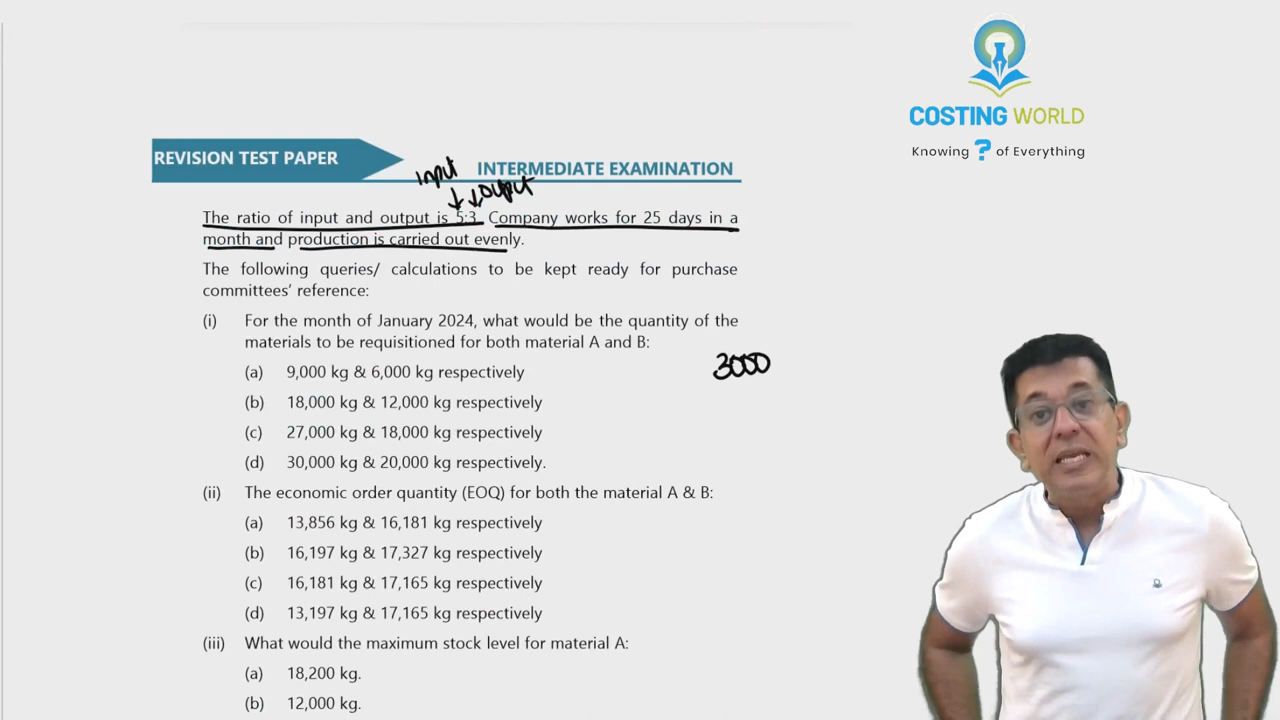 COSTING WORLD
Knowing ? of Everything
REVISION TEST PAPER
INTERMEDIATE EXAMINATION
input
output
The ratio of input and output is 5:3. Company works for 25 days in a
month and production is carried out evenly.
The following queries/ calculations to be kept ready for purchase
committees' reference:
(i) For the month of January 2024, what would be the quantity of the
materials to be requisitioned for both material A and B:
3000
(a) 9,000 kg & 6,000 kg respectively
(b) 18,000 kg & 12,000 kg respectively
(c) 27,000 kg & 18,000 kg respectively
(d) 30,000 kg & 20,000 kg respectively.
(ii) The economic order quantity (EOQ) for both the material A & B:
(a) 13,856 kg & 16,181 kg respectively
(b) 16,197 kg & 17,327 kg respectively
(c) 16,181 kg & 17,165 kg respectively
(d) 13,197 kg & 17,165 kg respectively
(iii) What would the maximum stock level for material A:
(a) 18,200 kg.
(b) 12,000 kg.